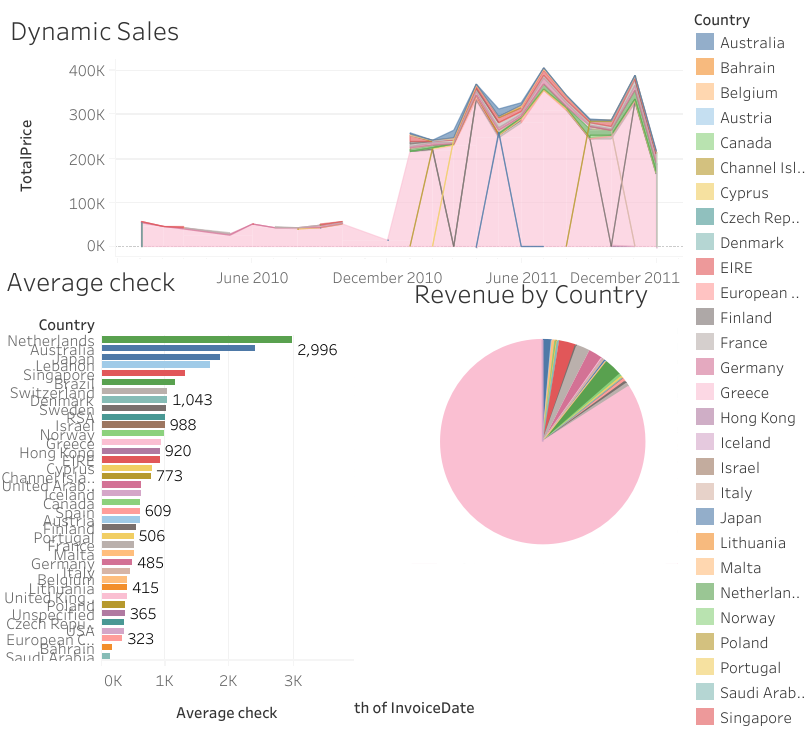 Dynamic Sales
TotalPrice
400K
300K
200K
100K
0K
June 2010
December 2010
June 2011
December 2011
Average check
Country
Netherlands
Australia
Japan
Lebanon
Singapore
Brazil
Switzerland
Denmark
Sweden
RSA
Israel
Norway
Greece
Hong Kong
EIRE
Cyprus
Channel Isla..
United Arab..
Iceland
Canada
Spain
Austria
Finland
Portugal
France
Malta
Germany
Italy
Belgium
Lithuania
United King..
Poland
Unspecified
Czech Repu..
USA
European C..
Bahrain
Saudi Arabia
2,996
1,043
988
920
773
609
506
485
415
365
323
0K
1K
2K
3K
Average check
Revenue by Country
th of InvoiceDate
Country
Australia
Bahrain
Belgium
Austria
Canada
Channel Isl..
Cyprus
Czech Rep..
Denmark
EIRE
European ..
Finland
France
Germany
Greece
Hong Kong
Iceland
Israel
Italy
Japan
Lithuania
Malta
Netherlan..
Norway
Poland
Portugal
Saudi Arab..
Singapore